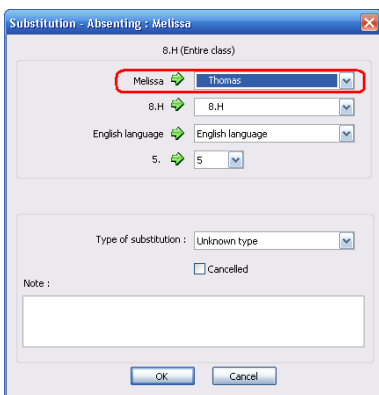 Substitution - Absenting : Melissa
8.H (Entire class)
Melissa Thomas
8.H 8.H
English language English language
5. 5
Type of substitution : Unknown type
Cancelled
Note :
OK Cancel